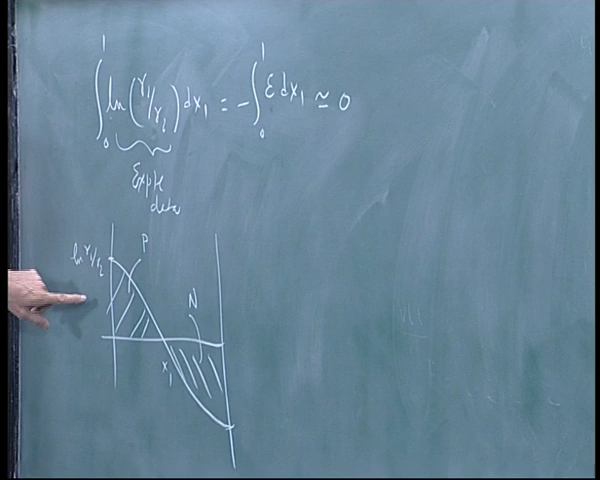 ∫₀¹ ln(γ₁/γ₂) dx₁ = -∫₀¹ ε dx₁ ≃ 0
Exptl
data
P
ln γ₁/γ₂
N
x₁